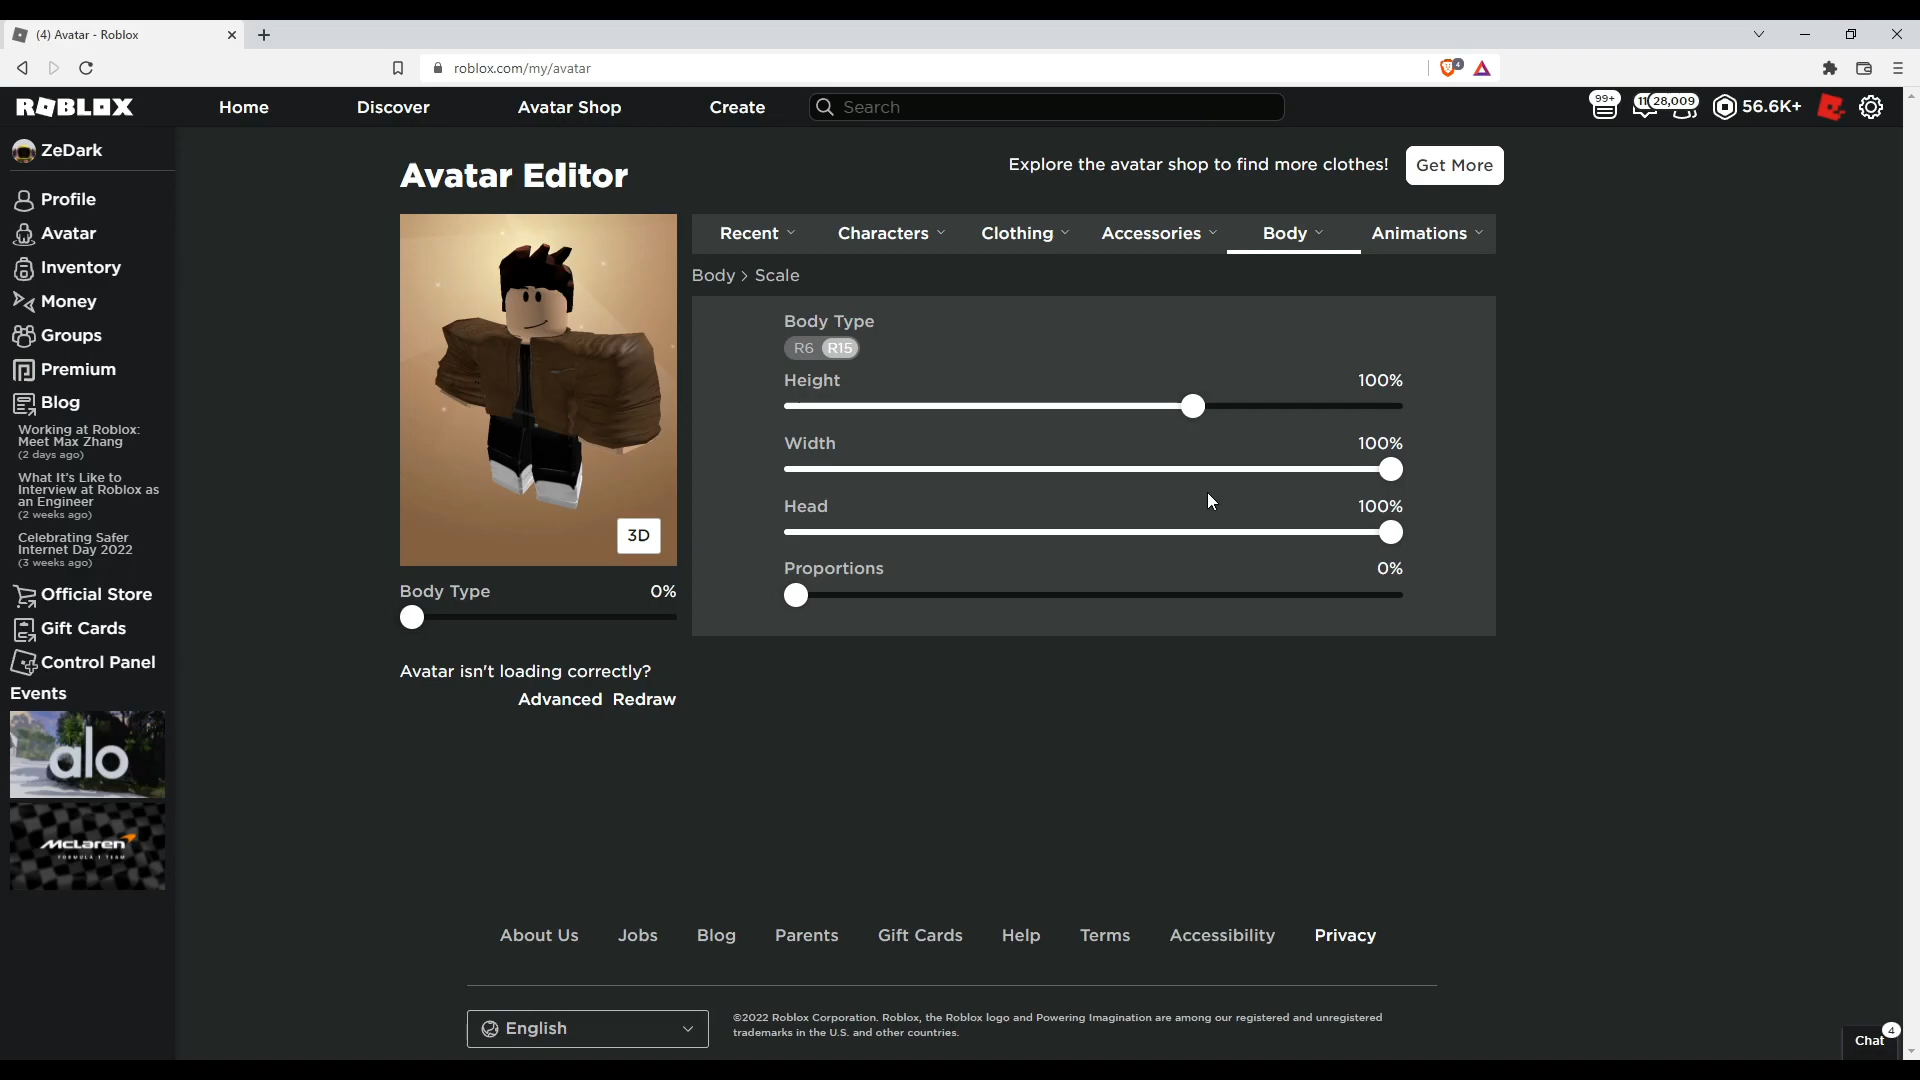 (4) Avatar - Roblox
roblox.com/my/avatar
4
ROBLOX
Home
Discover
Avatar Shop
Create
Search
99+
28,009
56.6K+
ZeDark
Profile
Avatar
Inventory
Money
Groups
Premium
Blog
Working at Roblox:
Meet Max Zhang
(2 days ago)
What It's Like to
Interview at Roblox as
an Engineer
(2 weeks ago)
Celebrating Safer
Internet Day 2022
(3 weeks ago)
Official Store
Gift Cards
Control Panel
Events
alo
McLaren
FORMULA 1 TEAM
Avatar Editor
Explore the avatar shop to find more clothes!
Get More
3D
Body Type 0%
Avatar isn't loading correctly?
Advanced Redraw
Recent
Characters
Clothing
Accessories
Body
Animations
Body > Scale
Body Type
R6 R15
Height 100%
Width 100%
Head 100%
Proportions 0%
About Us
Jobs
Blog
Parents
Gift Cards
Help
Terms
Accessibility
Privacy
English
©2022 Roblox Corporation. Roblox, the Roblox logo and Powering Imagination are among our registered and unregistered
trademarks in the U.S. and other countries.
Chat
4